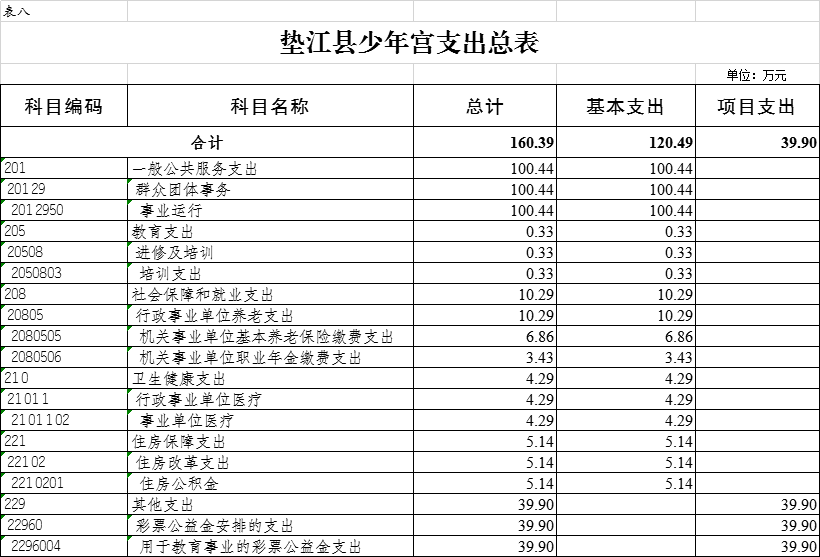 表八
垫江县少年宫支出总表
单位：万元
科目编码 科目名称 总计 基本支出 项目支出
合计 160.39 120.49 39.90
201 一般公共服务支出 100.44 100.44
20129 群众团体事务 100.44 100.44
2012950 事业运行 100.44 100.44
205 教育支出 0.33 0.33
20508 进修及培训 0.33 0.33
2050803 培训支出 0.33 0.33
208 社会保障和就业支出 10.29 10.29
20805 行政事业单位养老支出 10.29 10.29
2080505 机关事业单位基本养老保险缴费支出 6.86 6.86
2080506 机关事业单位职业年金缴费支出 3.43 3.43
210 卫生健康支出 4.29 4.29
21011 行政事业单位医疗 4.29 4.29
2101102 事业单位医疗 4.29 4.29
221 住房保障支出 5.14 5.14
22102 住房改革支出 5.14 5.14
2210201 住房公积金 5.14 5.14
229 其他支出 39.90 39.90
22960 彩票公益金安排的支出 39.90 39.90
2296004 用于教育事业的彩票公益金支出 39.90 39.90